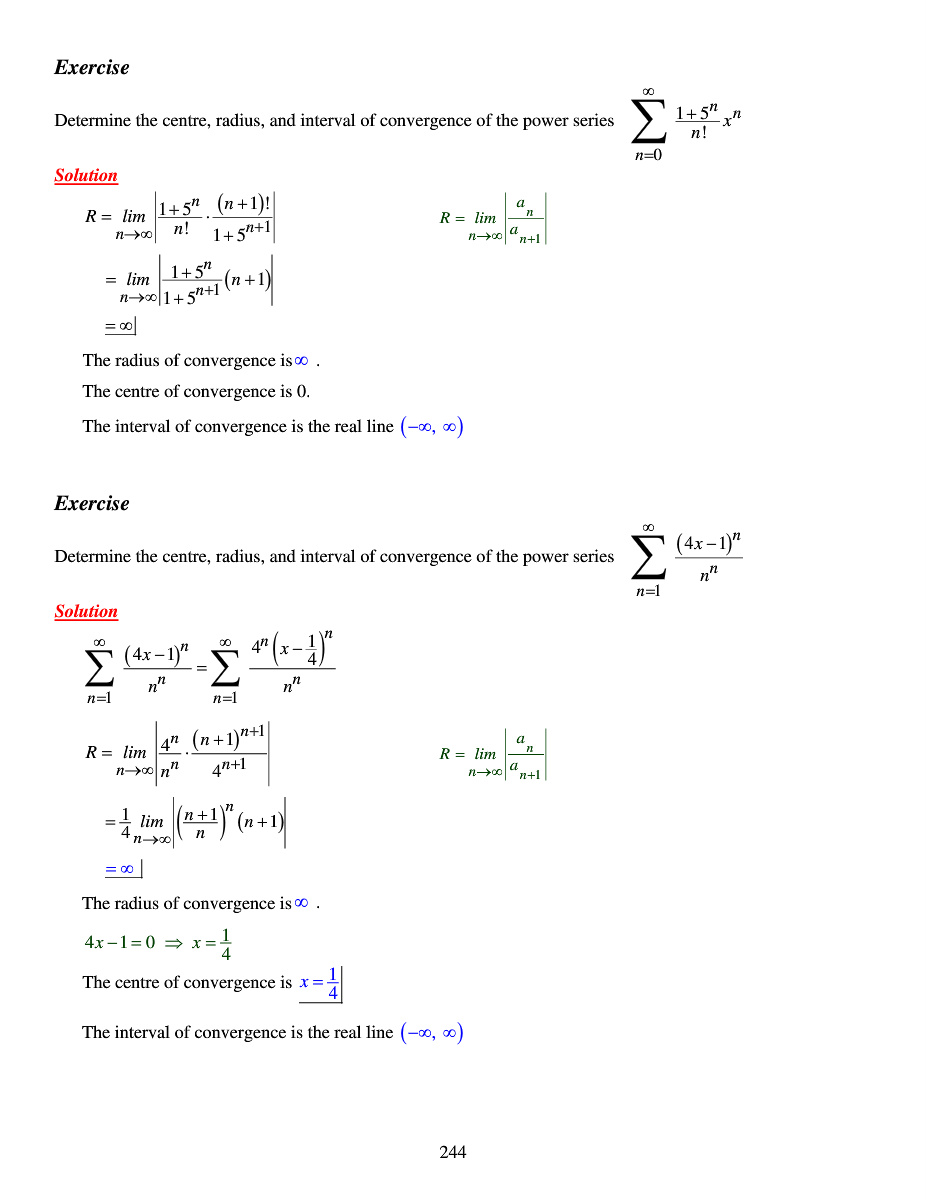 Exercise
Determine the centre, radius, and interval of convergence of the power series $\sum_{n=0}^{\infty} \frac{1+5^n}{n!} x^n$
Solution
$R = \lim_{n\to\infty} \left| \frac{1+5^n}{n!} \cdot \frac{(n+1)!}{1+5^{n+1}} \right|$ $R = \lim_{n\to\infty} \left| \frac{a_n}{a_{n+1}} \right|$
$= \lim_{n\to\infty} \left| \frac{1+5^n}{1+5^{n+1}} (n+1) \right|$
$= \infty |$
The radius of convergence is ∞ .
The centre of convergence is 0.
The interval of convergence is the real line (−∞, ∞)
Exercise
Determine the centre, radius, and interval of convergence of the power series $\sum_{n=1}^{\infty} \frac{(4x-1)^n}{n^n}$
Solution
$\sum_{n=1}^{\infty} \frac{(4x-1)^n}{n^n} = \sum_{n=1}^{\infty} \frac{4^n \left(x-\frac{1}{4}\right)^n}{n^n}$
$R = \lim_{n\to\infty} \left| \frac{4^n}{n^n} \cdot \frac{(n+1)^{n+1}}{4^{n+1}} \right|$ $R = \lim_{n\to\infty} \left| \frac{a_n}{a_{n+1}} \right|$
$= \frac{1}{4} \lim_{n\to\infty} \left| \left(\frac{n+1}{n}\right)^n (n+1) \right|$
$= \infty |$
The radius of convergence is ∞ .
$4x-1=0 \Rightarrow x=\frac{1}{4}$
The centre of convergence is $x=\frac{1}{4} |$
The interval of convergence is the real line (−∞, ∞)
244